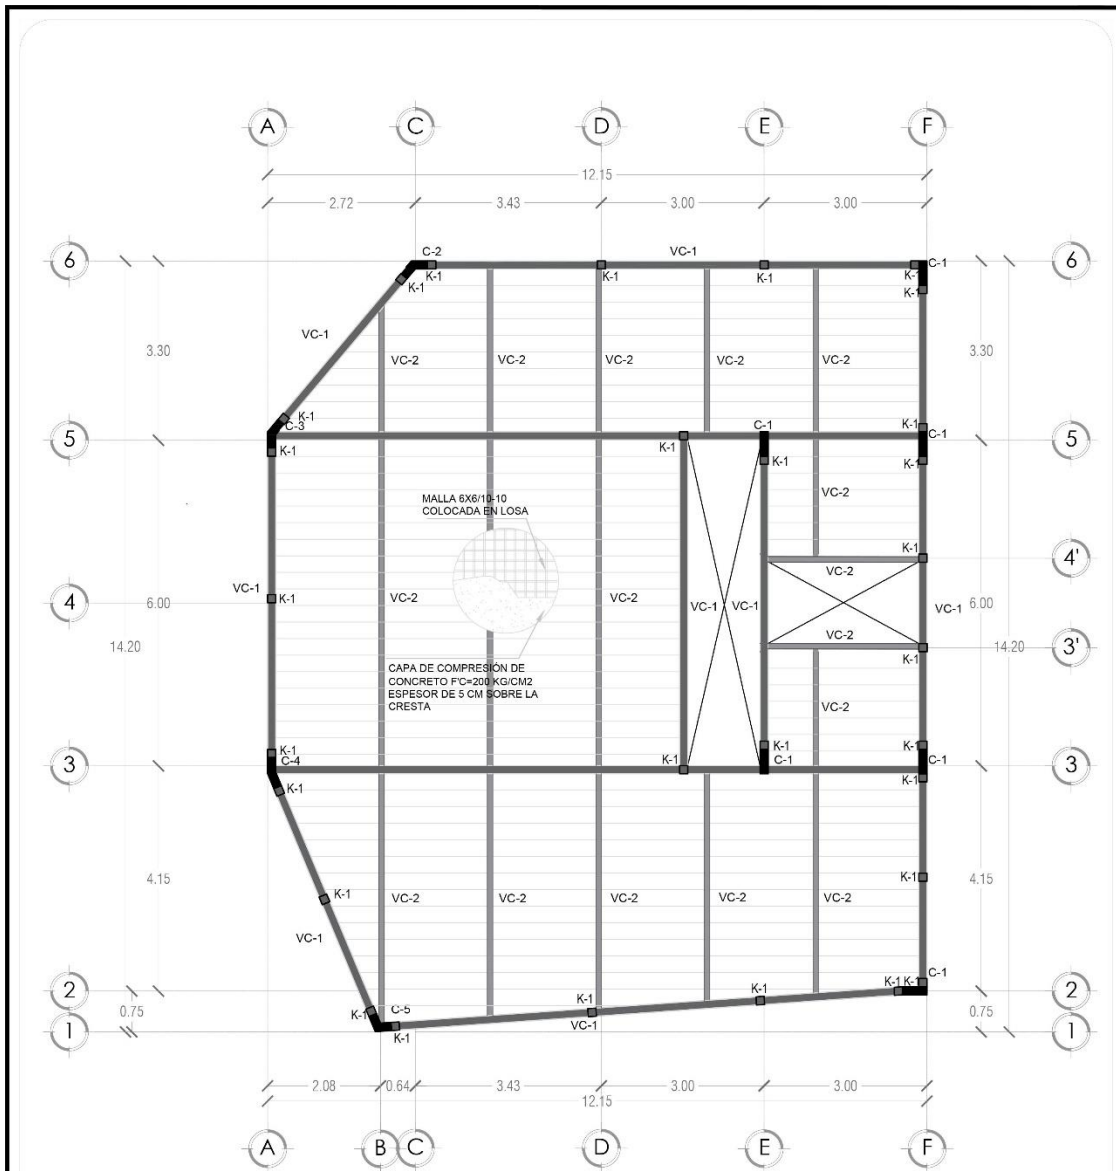 A C D E F
12.15
2.72 3.43 3.00 3.00
6 C-2 VC-1 C-1 6
K-1 K-1 K-1 K-1
K-1 K-1
VC-1
3.30 VC-2 VC-2 VC-2 VC-2 VC-2 3.30
K-1 K-1
5 C-3 C-1 C-1 5
K-1 K-1 K-1 K-1
VC-2
MALLA 6X6/10-10
COLOCADA EN LOSA
K-1 4'
VC-2
VC-1
4 6.00 K-1 VC-2 VC-2 VC-1 VC-1 VC-1 6.00
VC-2
14.20 K-1 3' 14.20
CAPA DE COMPRESIÓN DE
CONCRETO F'C=200 KG/CM2
ESPESOR DE 5 CM SOBRE LA
CRESTA
VC-2
K-1 K-1 K-1
3 C-4 K-1 C-1 C-1 3
K-1 K-1
4.15 K-1 4.15
K-1 VC-2 VC-2 VC-2 VC-2 VC-2
VC-1
2 K-1 K-1 C-1 2
K-1 K-1
0.75 K-1 C-5 0.75
VC-1
1 K-1 1
2.08 0.64 3.43 3.00 3.00
12.15
A B C D E F